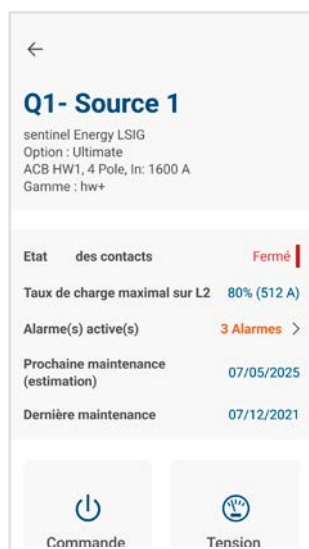 Q1- Source 1
sentinel Energy LSIG
Option : Ultimate
ACB HW1, 4 Pole, In: 1600 A
Gamme : hw+
Etat des contacts Fermé
Taux de charge maximal sur L2 80% (512 A)
Alarme(s) active(s) 3 Alarmes >
Prochaine maintenance
(estimation) 07/05/2025
Dernière maintenance 07/12/2021
Commande Tension